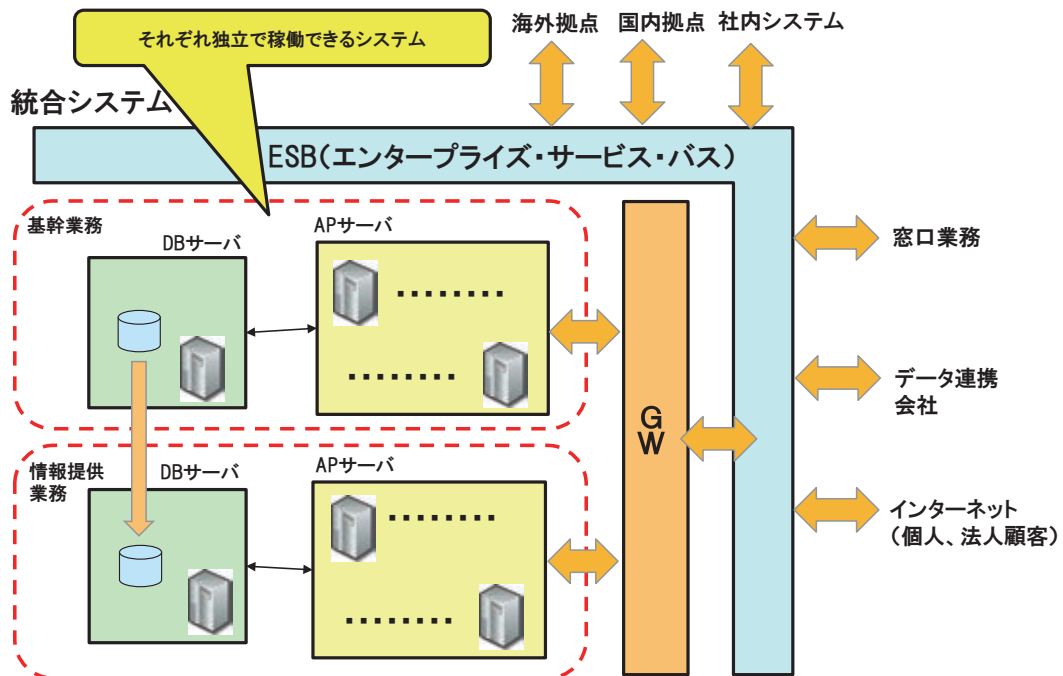 それぞれ独立で稼働できるシステム
海外拠点
国内拠点
社内システム
統合システム
ESB(エンタープライズ・サービス・バス)
基幹業務
DBサーバ
APサーバ
‥‥‥‥
‥‥‥‥
窓口業務
データ連携
会社
G
W
情報提供
業務
DBサーバ
APサーバ
‥‥‥‥
‥‥‥‥
インターネット
(個人、法人顧客)